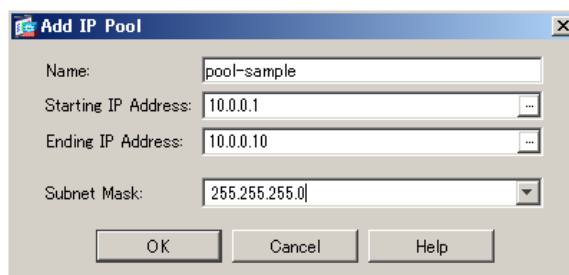 Add IP Pool
Name: pool-sample
Starting IP Address: 10.0.0.1 ...
Ending IP Address: 10.0.0.10 ...
Subnet Mask: 255.255.255.0
OK Cancel Help